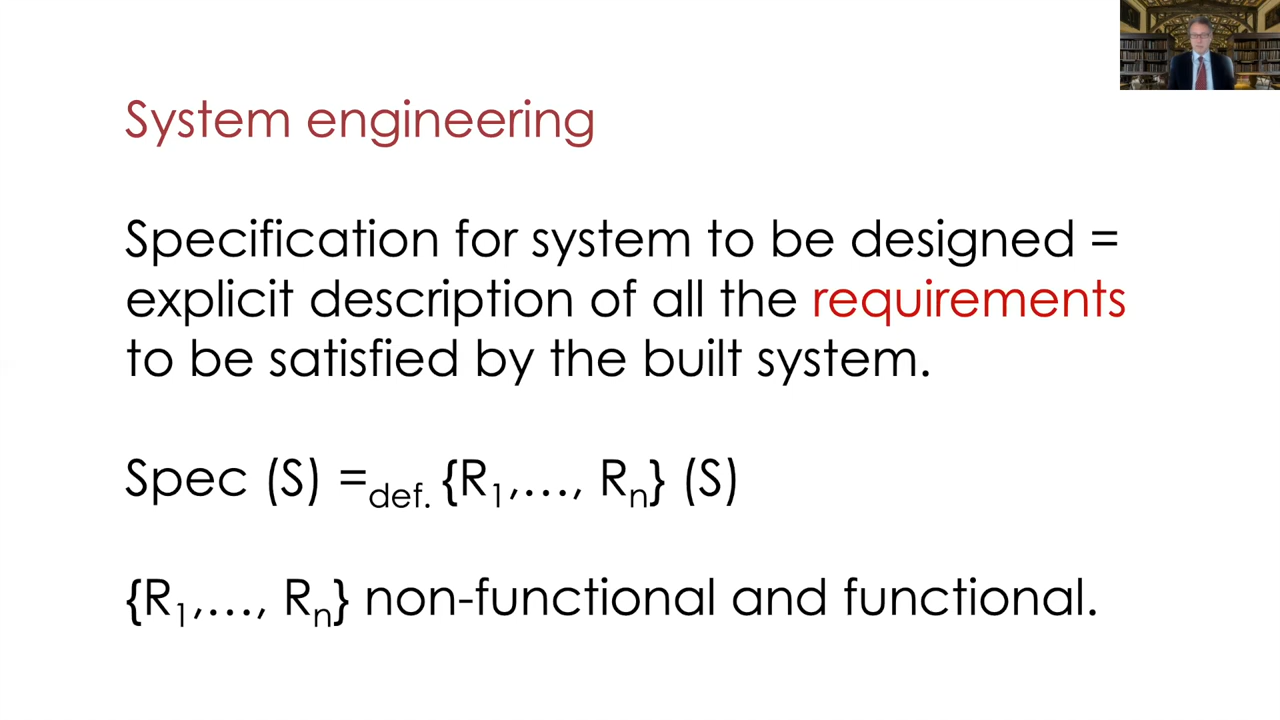 System engineering
Specification for system to be designed =
explicit description of all the requirements
to be satisfied by the built system.
Spec (S) =def. {R1,…, Rn} (S)
{R1,…, Rn} non-functional and functional.